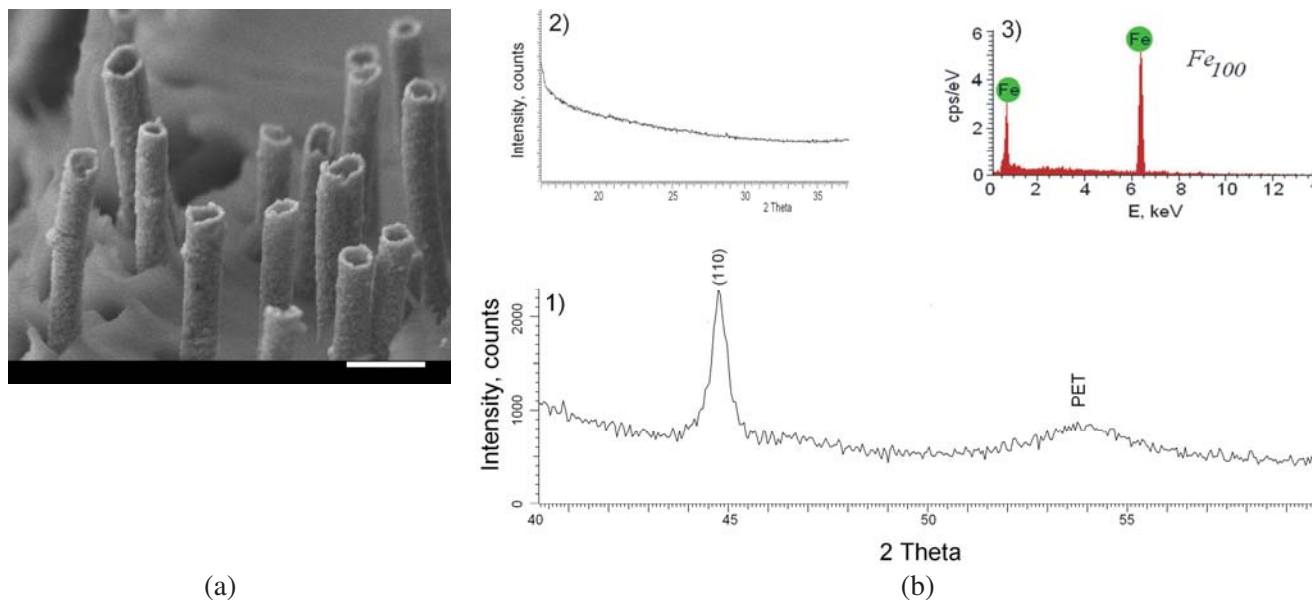 2)
Intensity, counts
20
25
30
35
2 Theta
3)
Fe
Fe
Fe100
cps/eV
6
4
2
0
0
2
4
6
8
10
12
E, keV
1)
(110)
PET
Intensity, counts
2000
1000
0
40
45
50
55
2 Theta
(a)
(b)